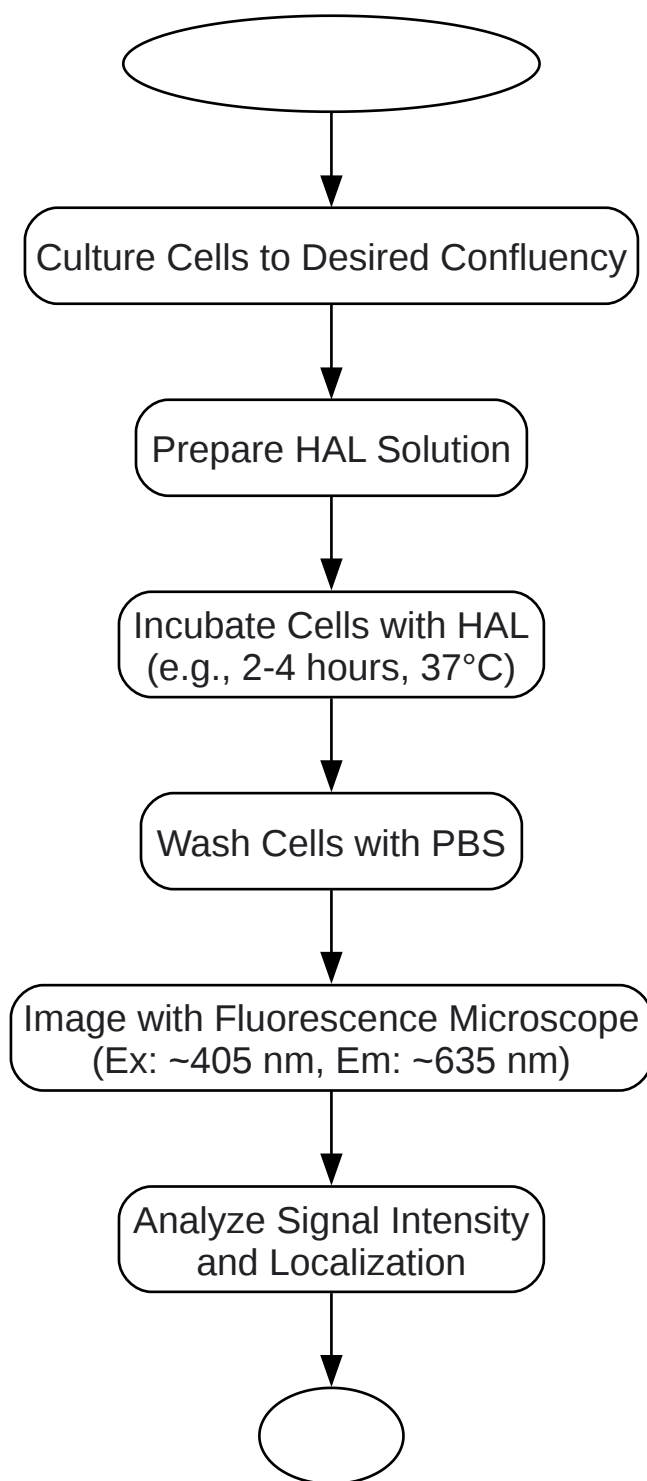 Culture Cells to Desired Confluency
Prepare HAL Solution
Incubate Cells with HAL
(e.g., 2-4 hours, 37°C)
Wash Cells with PBS
Image with Fluorescence Microscope
(Ex: ~405 nm, Em: ~635 nm)
Analyze Signal Intensity
and Localization